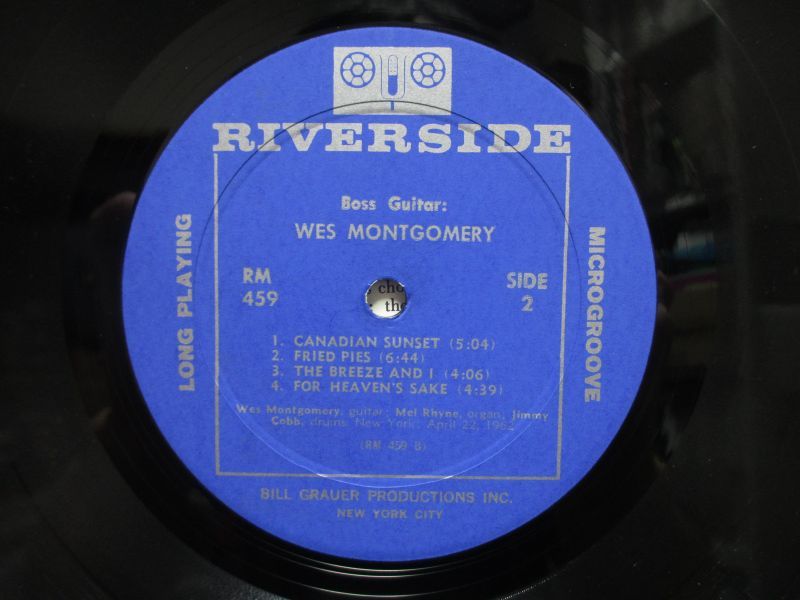 RIVERSIDE
Boss Guitar:
WES MONTGOMERY
RM
459
SIDE
2
LONG PLAYING
MICROGROOVE
cho
the
1. CANADIAN SUNSET (5:04)
2. FRIED PIES (6:44)
3. THE BREEZE AND I (4:06)
4. FOR HEAVEN'S SAKE (4:39)
Wes Montgomery, guitar; Mel Rhyne, organ; Jimmy
Cobb, drums. New York; April 22, 1963
(RM 459 B)
BILL GRAUER PRODUCTIONS INC.
NEW YORK CITY